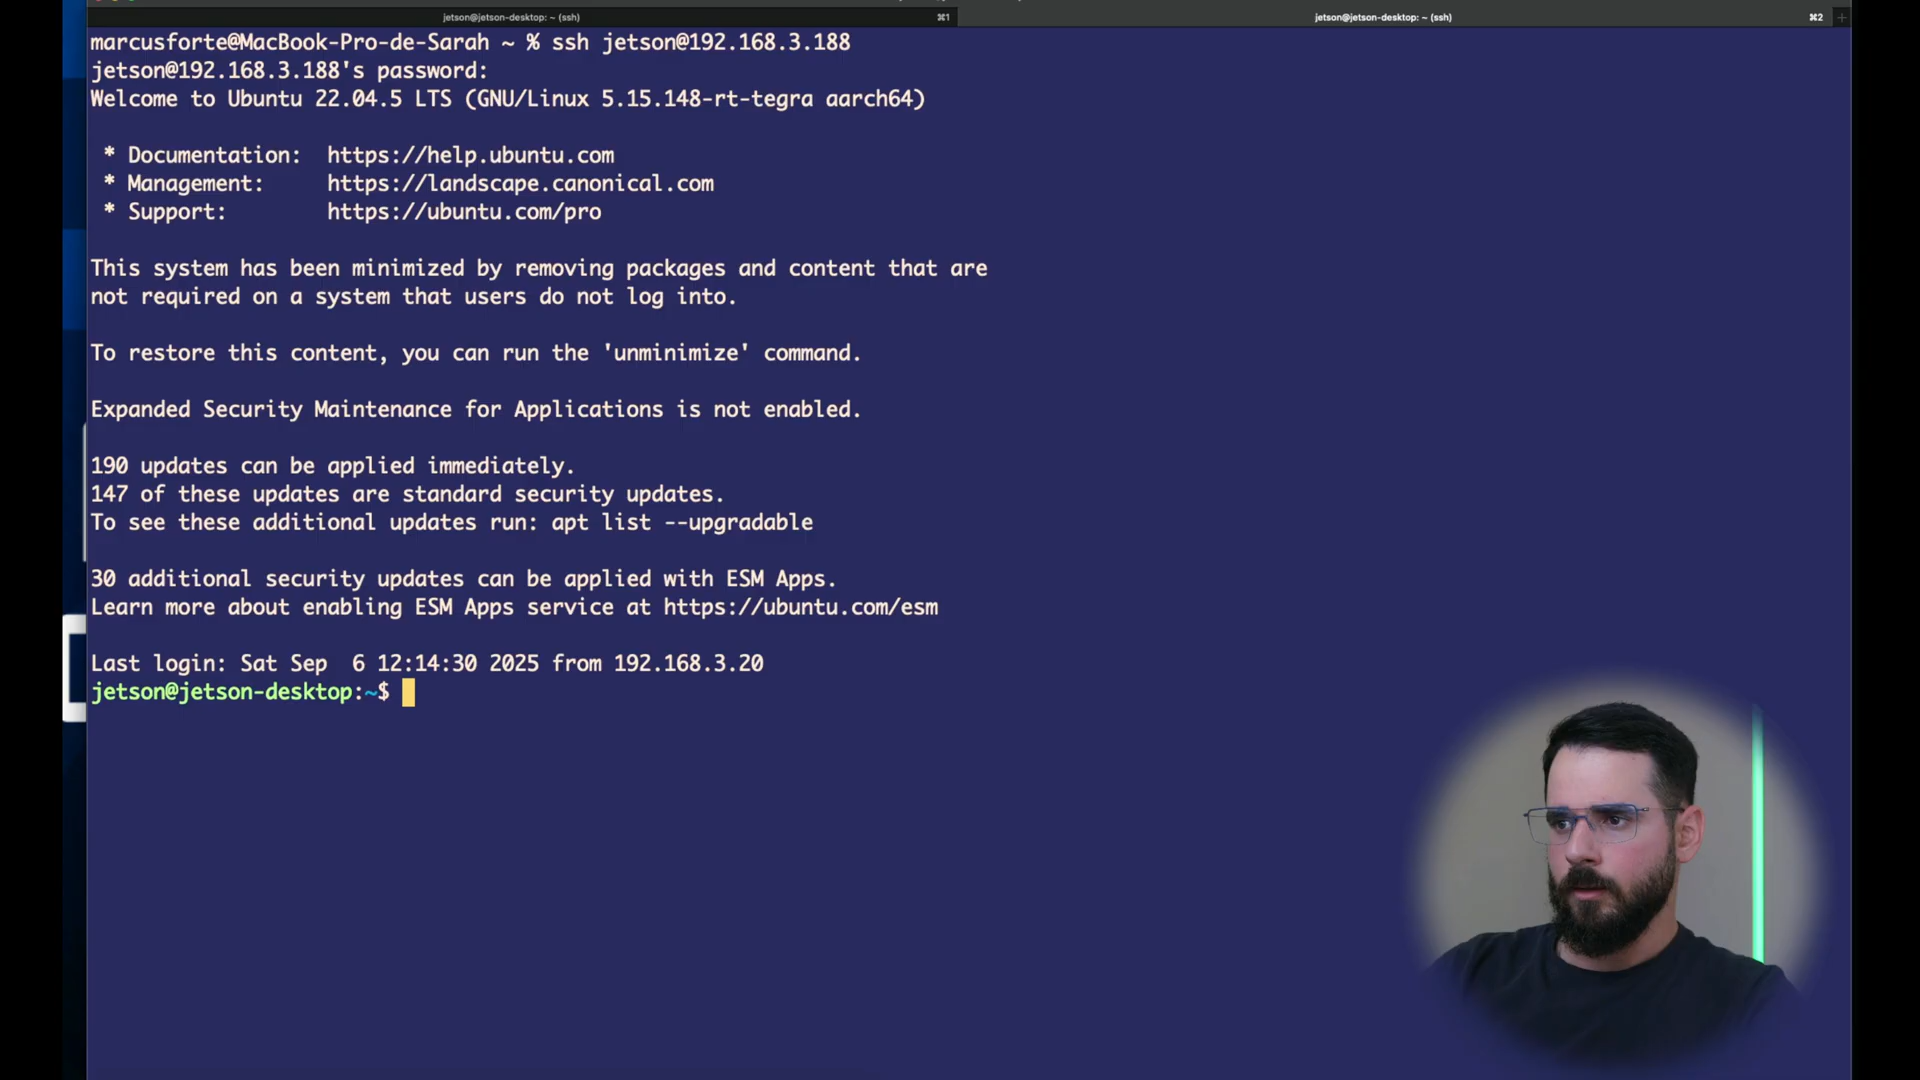 jetson@jetson-desktop: ~ (ssh)
⌘1
jetson@jetson-desktop: ~ (ssh)
⌘2
+
marcusforte@MacBook-Pro-de-Sarah ~ % ssh jetson@192.168.3.188
jetson@192.168.3.188's password:
Welcome to Ubuntu 22.04.5 LTS (GNU/Linux 5.15.148-rt-tegra aarch64)
* Documentation:  https://help.ubuntu.com
* Management:     https://landscape.canonical.com
* Support:        https://ubuntu.com/pro
This system has been minimized by removing packages and content that are
not required on a system that users do not log into.
To restore this content, you can run the 'unminimize' command.
Expanded Security Maintenance for Applications is not enabled.
190 updates can be applied immediately.
147 of these updates are standard security updates.
To see these additional updates run: apt list --upgradable
30 additional security updates can be applied with ESM Apps.
Learn more about enabling ESM Apps service at https://ubuntu.com/esm
Last login: Sat Sep  6 12:14:30 2025 from 192.168.3.20
jetson@jetson-desktop:~$